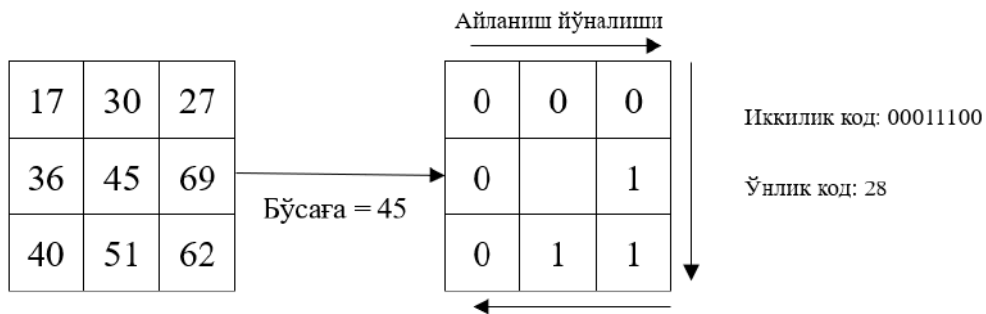 Айланиш йўналиши
17 30 27
36 45 69
40 51 62
Бўсаға = 45
0 0 0
0 1
0 1 1
Иккилик код: 00011100
Ўнлик код: 28